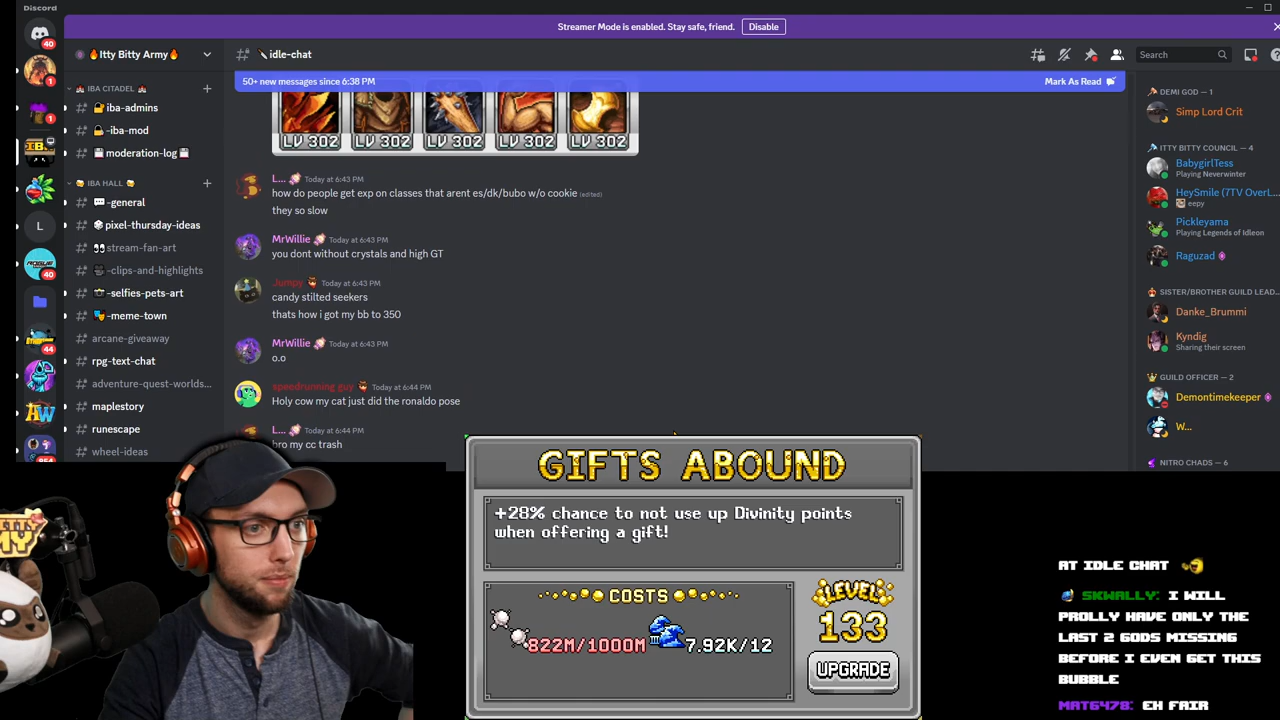 Discord
Streamer Mode is enabled. Stay safe, friend. Disable
🔥Itty Bitty Army🔥
idle-chat
Search
50+ new messages since 6:38 PM
Mark As Read
40
1
1
40
44
L
IBA CITADEL
iba-admins
-iba-mod
moderation-log
IBA HALL
-general
pixel-thursday-ideas
stream-fan-art
-clips-and-highlights
-selfies-pets-art
-meme-town
arcane-giveaway
rpg-text-chat
adventure-quest-worlds...
maplestory
runescape
wheel-ideas
LV 302 LV 302 LV 302 LV 302 LV 302
L... Today at 6:43 PM
how do people get exp on classes that arent es/dk/bubo w/o cookie (edited)
they so slow
MrWillie Today at 6:43 PM
you dont without crystals and high GT
Jumpy Today at 6:43 PM
candy stilted seekers
thats how i got my bb to 350
MrWillie Today at 6:43 PM
o.o
speedrunning guy Today at 6:44 PM
Holy cow my cat just did the ronaldo pose
L... Today at 6:44 PM
bro my cc trash
DEMI GOD — 1
Simp Lord Crit
ITTY BITTY COUNCIL — 4
BabygirlTess
Playing Neverwinter
HeySmile (7TV OverL...
eepy
Pickleyama
Playing Legends of Idleon
Raguzad
SISTER/BROTHER GUILD LEAD...
Danke_Brummi
Kyndig
Sharing their screen
GUILD OFFICER — 2
Demontimekeeper
W...
NITRO CHADS — 6
GIFTS ABOUND
+28% chance to not use up Divinity points
when offering a gift!
COSTS
822M/1000M
7.92K/12
LEVEL
133
UPGRADE
AT IDLE CHAT
SKWALLY: I WILL
PROLLY HAVE ONLY THE
LAST 2 GODS MISSING
BEFORE I EVEN GET THIS
BUBBLE
MAT6478: EH FAIR